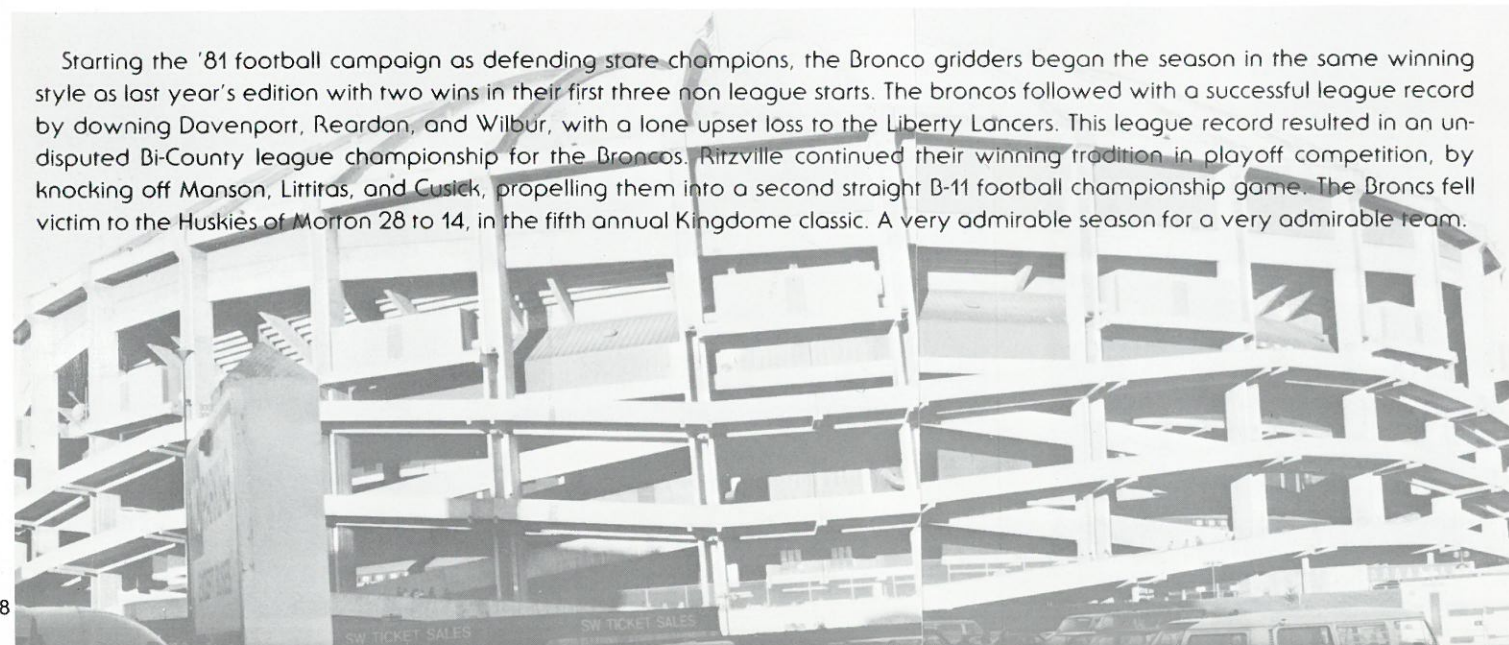 Starting the '81 football campaign as defending state champions, the Bronco gridders began the season in the same winning
style as last year's edition with two wins in their first three non league starts. The broncos followed with a successful league record
by downing Davenport, Reardan, and Wilbur, with a lone upset loss to the Liberty Lancers. This league record resulted in an un-
disputed Bi-County league championship for the Broncos. Ritzville continued their winning tradition in playoff competition, by
knocking off Manson, Littitas, and Cusick, propelling them into a second straight B-11 football championship game. The Broncs fell
victim to the Huskies of Morton 28 to 14, in the fifth annual Kingdome classic. A very admirable season for a very admirable team.
8
SW TICKET SALES
SW TICKET SALES